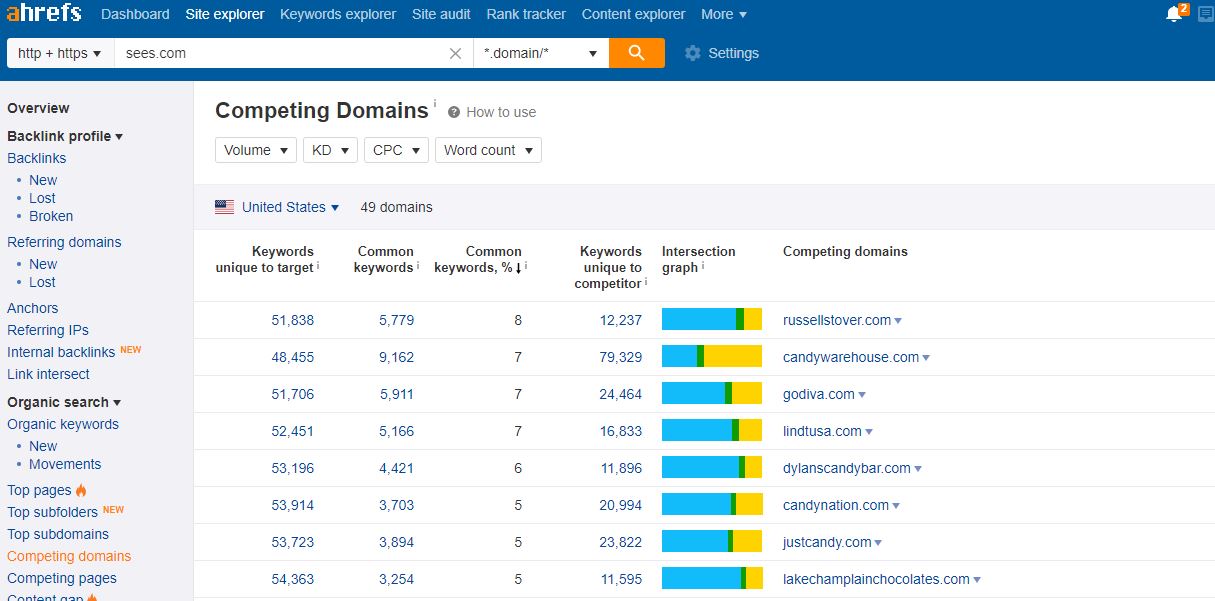 ahrefs Dashboard Site explorer Keywords explorer Site audit Rank tracker Content explorer More 2
http + https sees.com *.domain/* Settings
Overview
Backlink profile
Backlinks
New
Lost
Broken
Referring domains
New
Lost
Anchors
Referring IPs
Internal backlinks NEW
Link intersect
Organic search
Organic keywords
New
Movements
Top pages
Top subfolders NEW
Top subdomains
Competing domains
Competing pages
Content gap
Competing Domains i ? How to use
Volume KD CPC Word count
United States 49 domains
Keywords unique to target i Common keywords i Common keywords, % ↓ i Keywords unique to competitor i Intersection graph i Competing domains
51,838 5,779 8 12,237 russellstover.com
48,455 9,162 7 79,329 candywarehouse.com
51,706 5,911 7 24,464 godiva.com
52,451 5,166 7 16,833 lindtusa.com
53,196 4,421 6 11,896 dylanscandybar.com
53,914 3,703 5 20,994 candynation.com
53,723 3,894 5 23,822 justcandy.com
54,363 3,254 5 11,595 lakechamplainchocolates.com